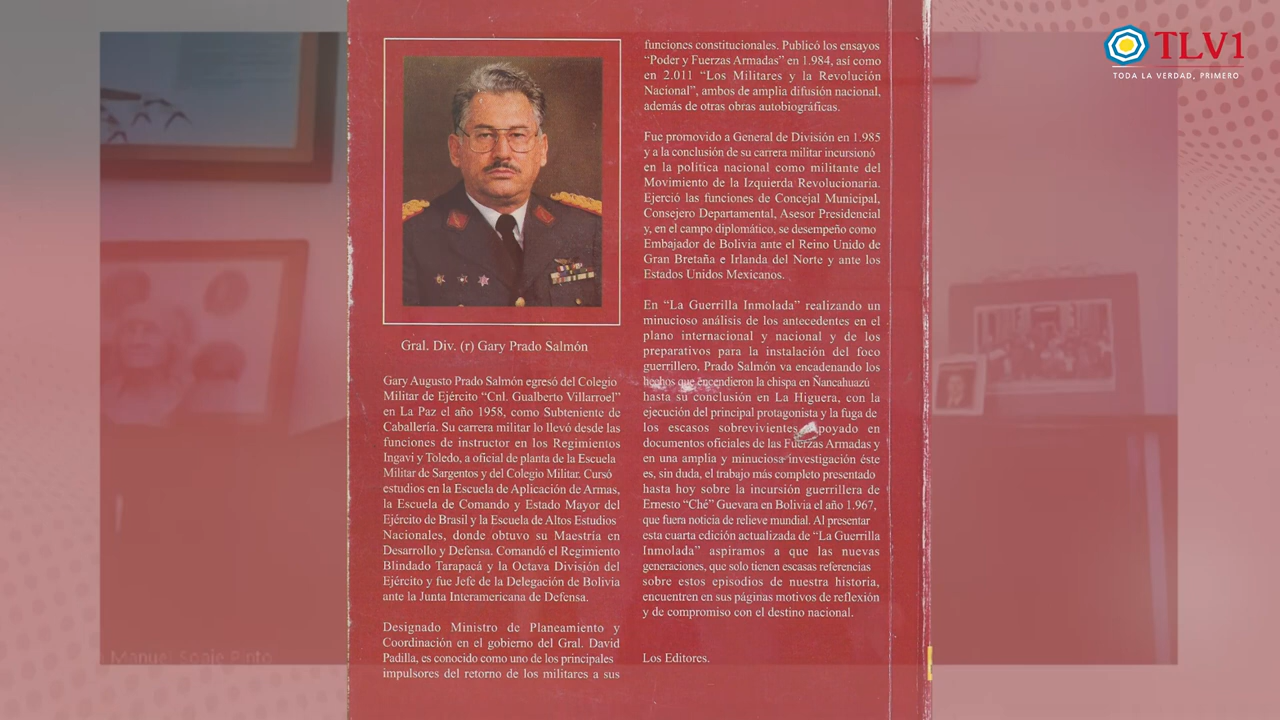 TLV1
TODA LA VERDAD, PRIMERO
Gral. Div. (r) Gary Prado Salmón
Gary Augusto Prado Salmón egresó del Colegio
Militar de Ejército “Cnl. Gualberto Villarroel”
en La Paz el año 1958, como Subteniente de
Caballería. Su carrera militar lo llevó desde las
funciones de instructor en los Regimientos
Ingavi y Toledo, a oficial de planta de la Escuela
Militar de Sargentos y del Colegio Militar. Cursó
estudios en la Escuela de Aplicación de Armas,
la Escuela de Comando y Estado Mayor del
Ejército de Brasil y la Escuela de Altos Estudios
Nacionales, donde obtuvo su Maestría en
Desarrollo y Defensa. Comandó el Regimiento
Blindado Tarapacá y la Octava División del
Ejército y fue Jefe de la Delegación de Bolivia
ante la Junta Interamericana de Defensa.
Designado Ministro de Planeamiento y
Coordinación en el gobierno del Gral. David
Padilla, es conocido como uno de los principales
impulsores del retorno de los militares a sus
funciones constitucionales. Publicó los ensayos
“Poder y Fuerzas Armadas” en 1.984, así como
en 2.011 “Los Militares y la Revolución
Nacional”, ambos de amplia difusión nacional,
además de otras obras autobiográficas.
Fue promovido a General de División en 1.985
y a la conclusión de su carrera militar incursionó
en la política nacional como militante del
Movimiento de la Izquierda Revolucionaria.
Ejerció las funciones de Concejal Municipal,
Consejero Departamental, Asesor Presidencial
y, en el campo diplomático, se desempeño como
Embajador de Bolivia ante el Reino Unido de
Gran Bretaña e Irlanda del Norte y ante los
Estados Unidos Mexicanos.
En “La Guerrilla Inmolada” realizando un
minucioso análisis de los antecedentes en el
plano internacional y nacional y de los
preparativos para la instalación del foco
guerrillero, Prado Salmón va encadenando los
hechos que encendieron la chispa en Ñancahuazú
hasta su conclusión en La Higuera, con la
ejecución del principal protagonista y la fuga de
los escasos sobrevivientes. poyado en
documentos oficiales de las Fuerzas Armadas y
en una amplia y minuciosa investigación éste
es, sin duda, el trabajo más completo presentado
hasta hoy sobre la incursión guerrillera de
Ernesto “Ché” Guevara en Bolivia el año 1.967,
que fuera noticia de relieve mundial. Al presentar
esta cuarta edición actualizada de “La Guerrilla
Inmolada” aspiramos a que las nuevas
generaciones, que solo tienen escasas referencias
sobre estos episodios de nuestra historia,
encuentren en sus páginas motivos de reflexión
y de compromiso con el destino nacional.
Los Editores.